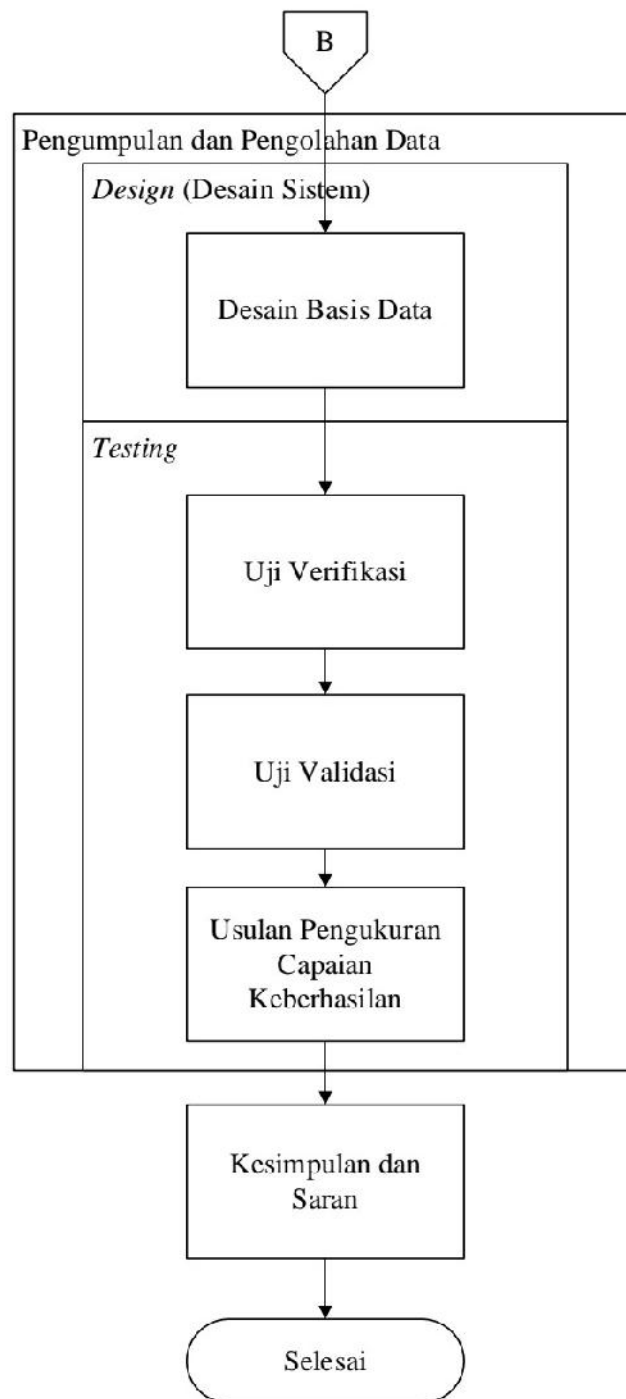 B
Pengumpulan dan Pengolahan Data
Design (Desain Sistem)
Desain Basis Data
Testing
Uji Verifikasi
Uji Validasi
Usulan Pengukuran
Capaian
Keberhasilan
Kesimpulan dan
Saran
Selesai